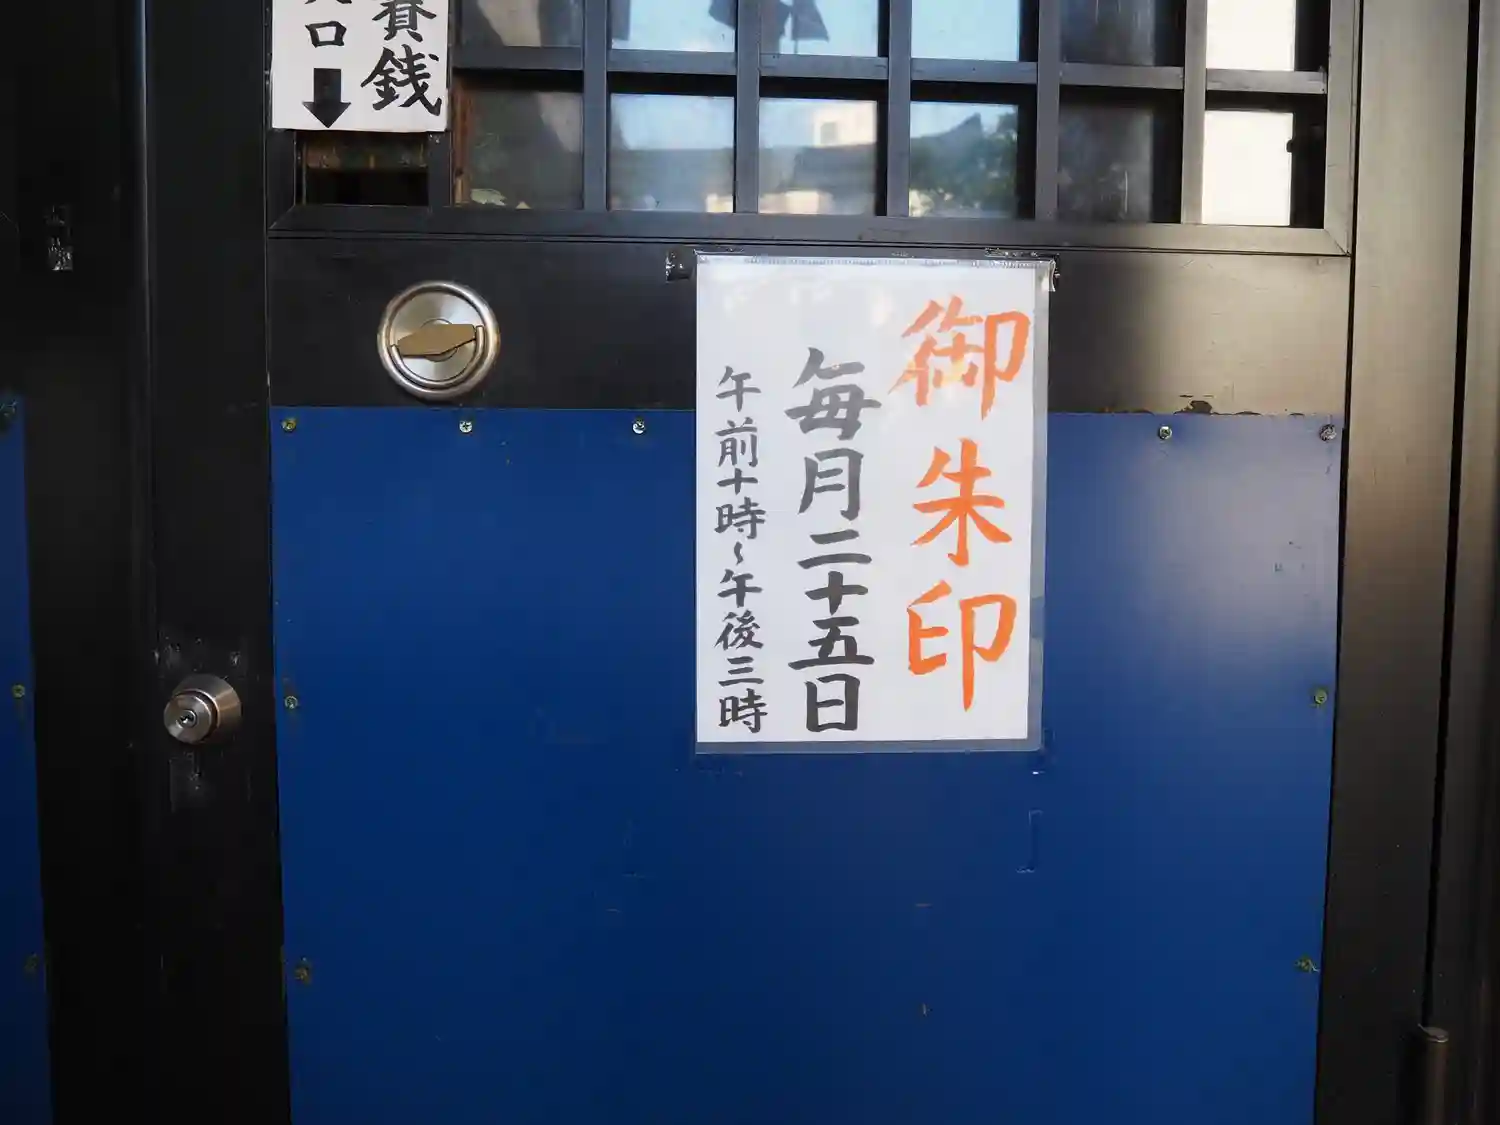 賽銭
口
御朱印
毎月二十五日
午前十時～午後三時